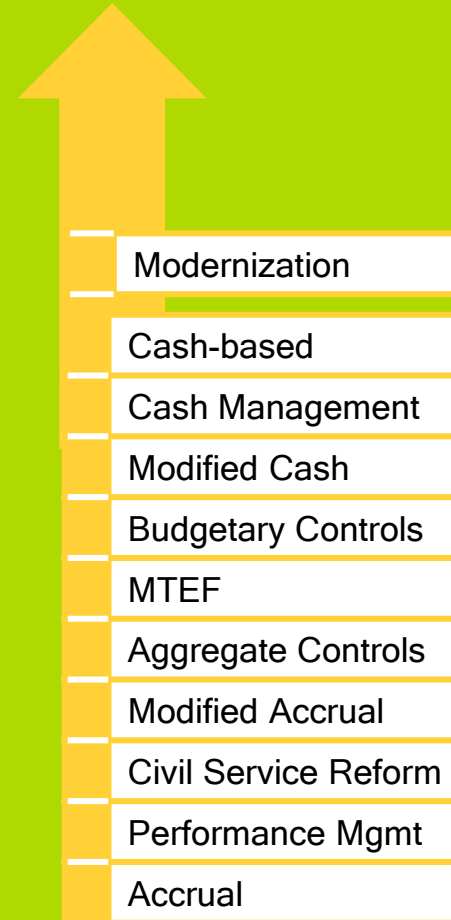 Modernization
Cash-based
Cash Management
Modified Cash
Budgetary Controls
MTEF
Aggregate Controls
Modified Accrual
Civil Service Reform
Performance Mgmt
Accrual